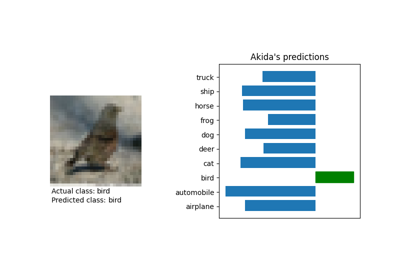 Akida's predictions
truck
ship
horse
frog
dog
deer
cat
bird
automobile
airplane
Actual class: bird
Predicted class: bird